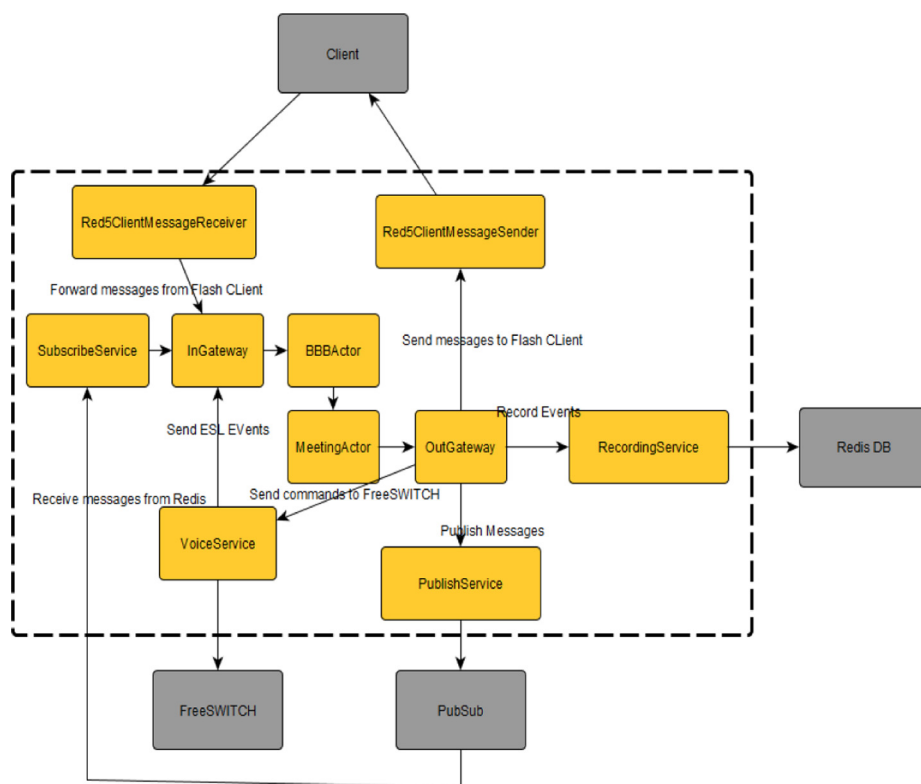 Client
Red5ClientMessageReceiver
Red5ClientMessageSender
Forward messages from Flash CLient
SubscribeService
InGateway
BBBActor
Send messages to Flash CLient
Send ESL EVents
MeetingActor
OutGateway
Record Events
RecordingService
Redis DB
Receive messages from Redis
Send commands to FreeSWITCH
VoiceService
Publish Messages
PublishService
FreeSWITCH
PubSub